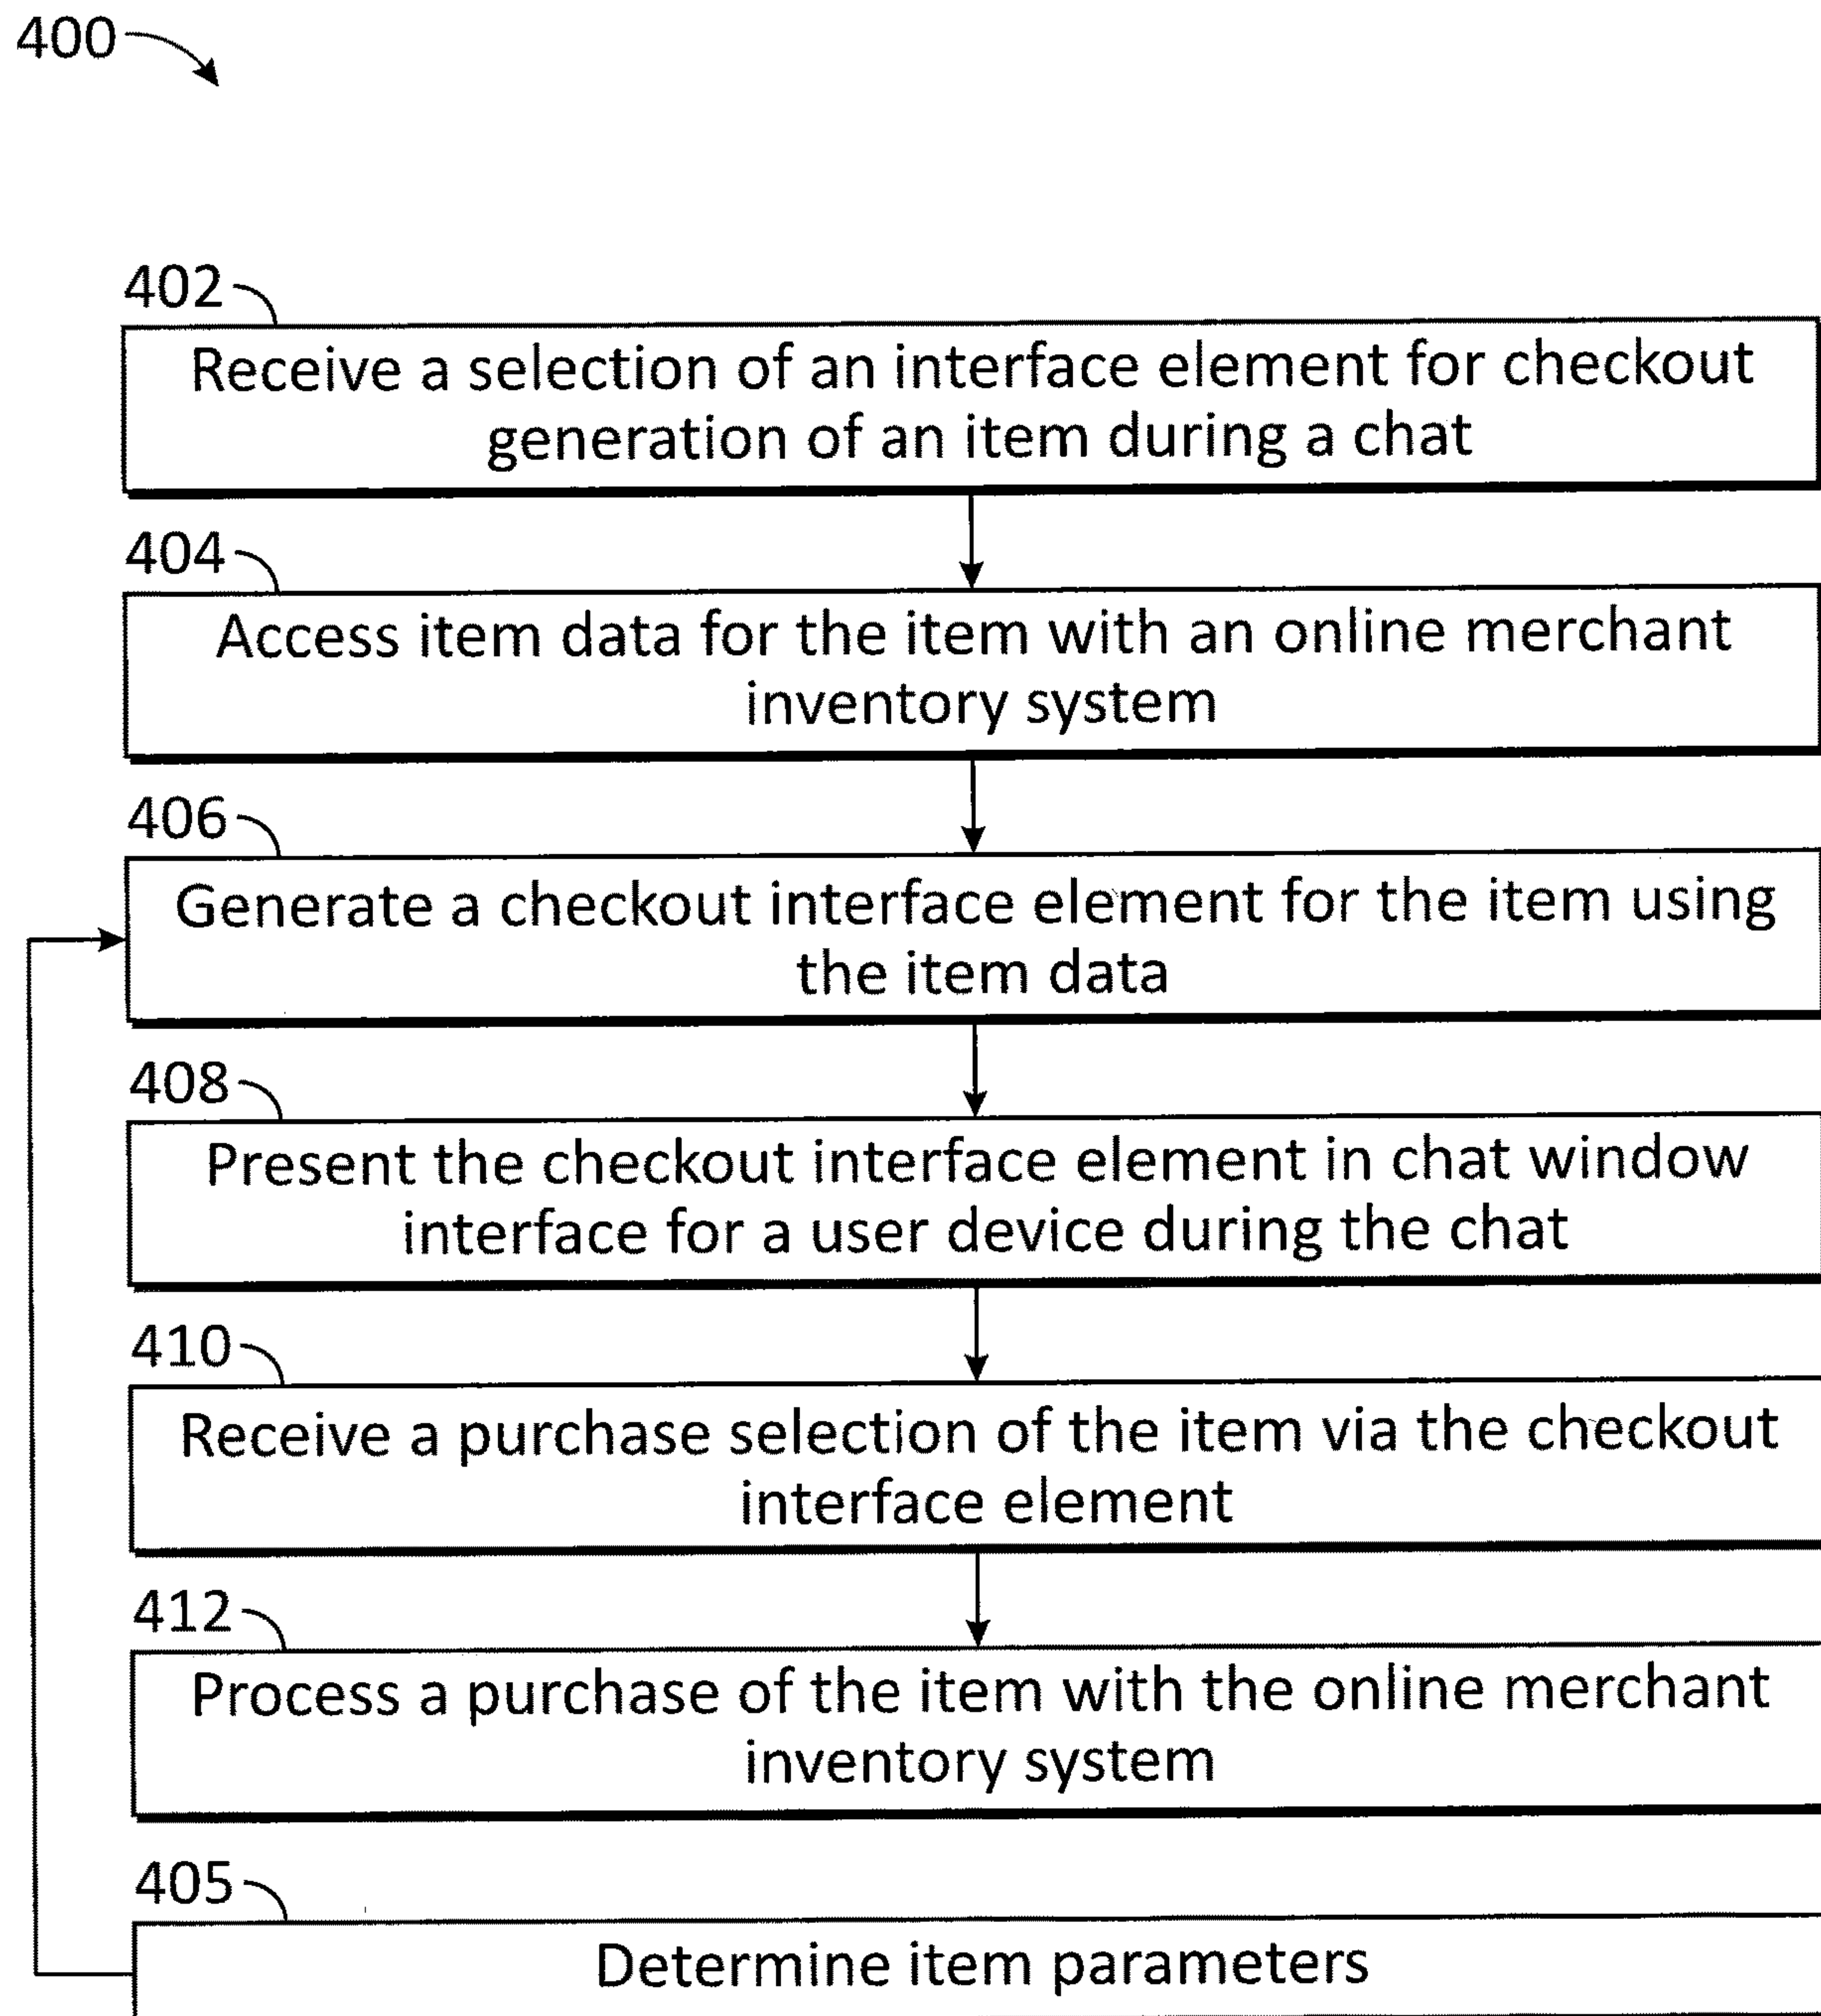 400
402
Receive a selection of an interface element for checkout
generation of an item during a chat
404
Access item data for the item with an online merchant
inventory system
406
Generate a checkout interface element for the item using
the item data
408
Present the checkout interface element in chat window
interface for a user device during the chat
410
Receive a purchase selection of the item via the checkout
interface element
412
Process a purchase of the item with the online merchant
inventory system
405
Determine item parameters